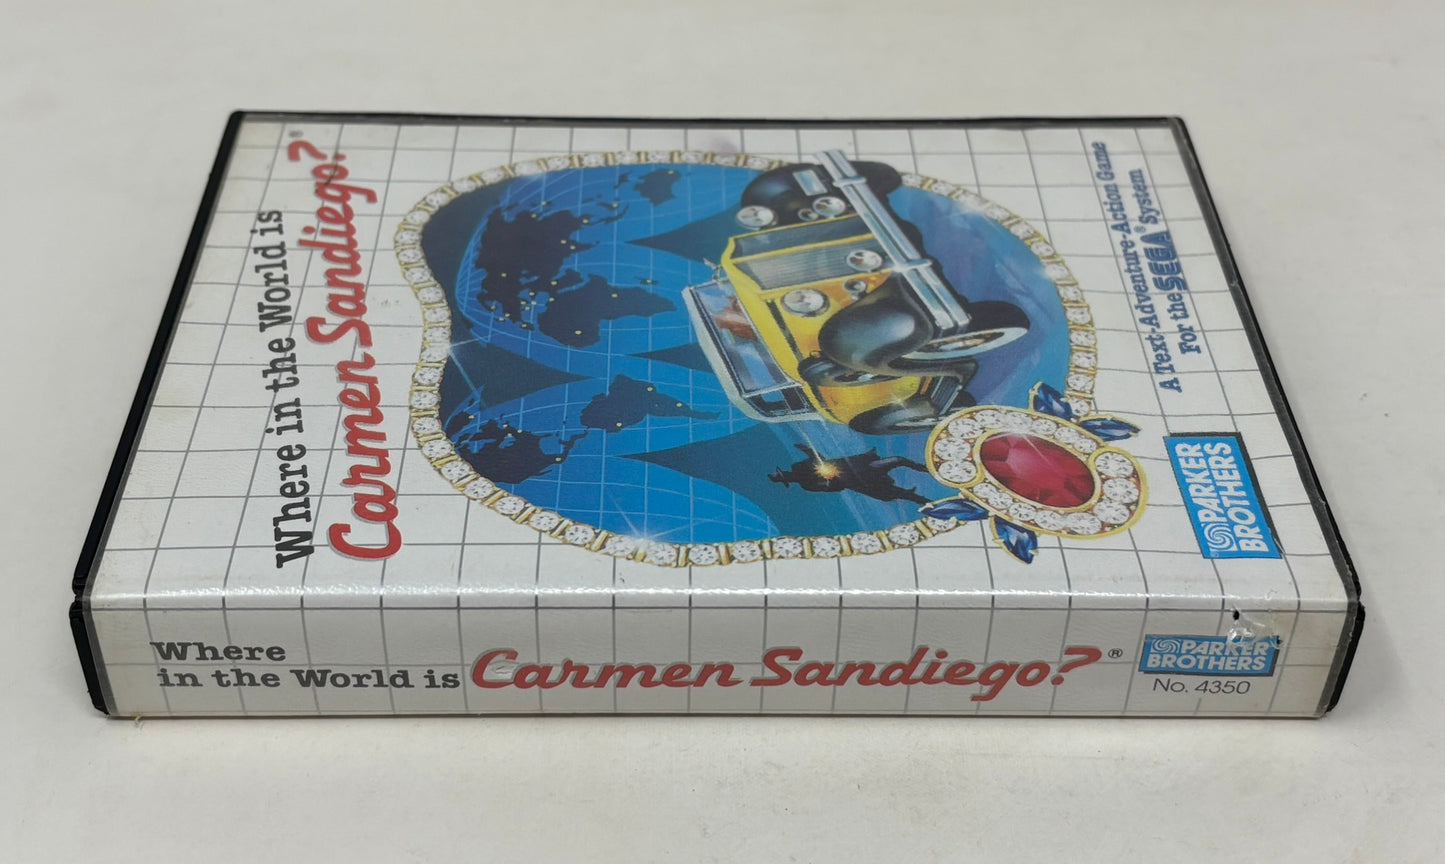 Where in the World is
Carmen Sandiego?®
A Text-Adventure-Action Game
For the SEGA® System
PARKER
BROTHERS
Where
in the World is Carmen Sandiego?®
PARKER
BROTHERS
No. 4350